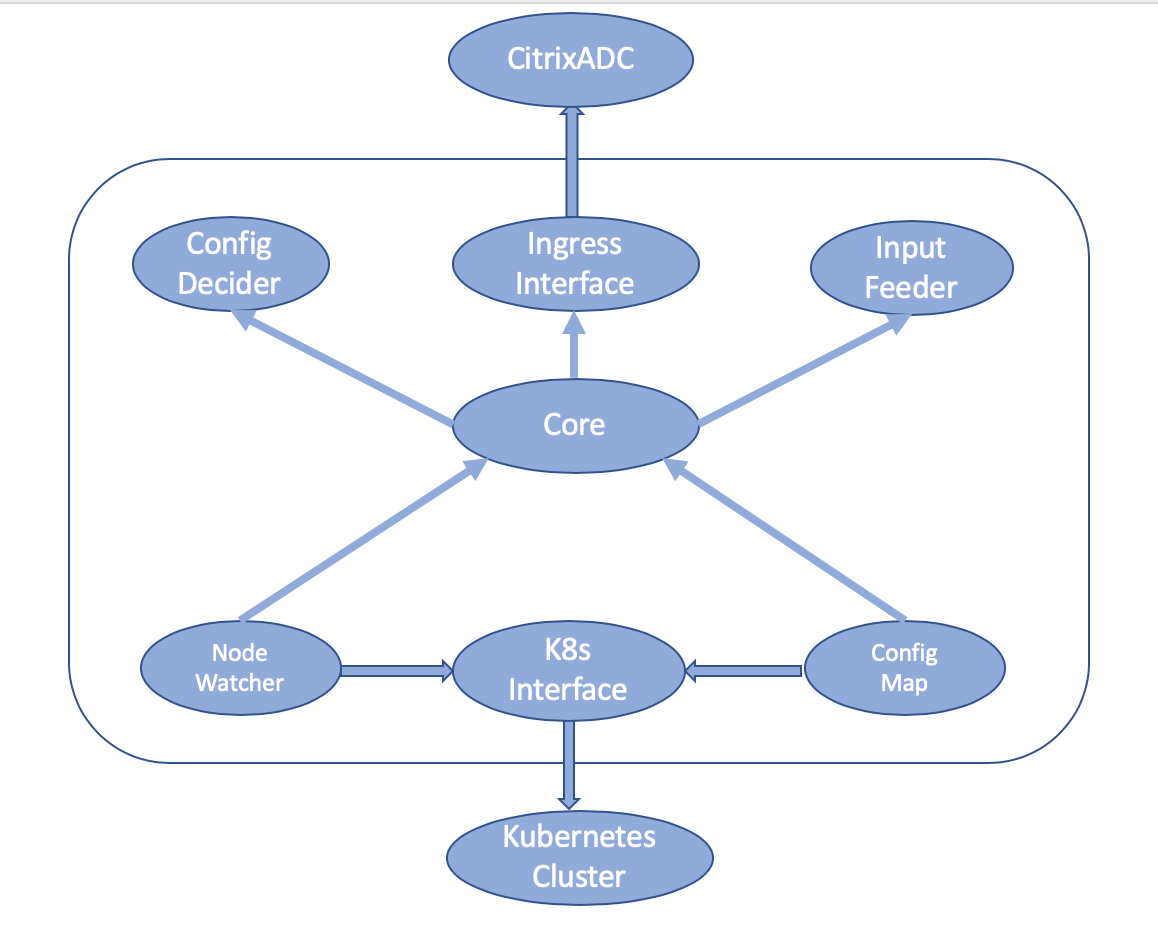 CitrixADC
Config
Decider
Ingress
Interface
Input
Feeder
Core
Node
Watcher
K8s
Interface
Config
Map
Kubernetes
Cluster